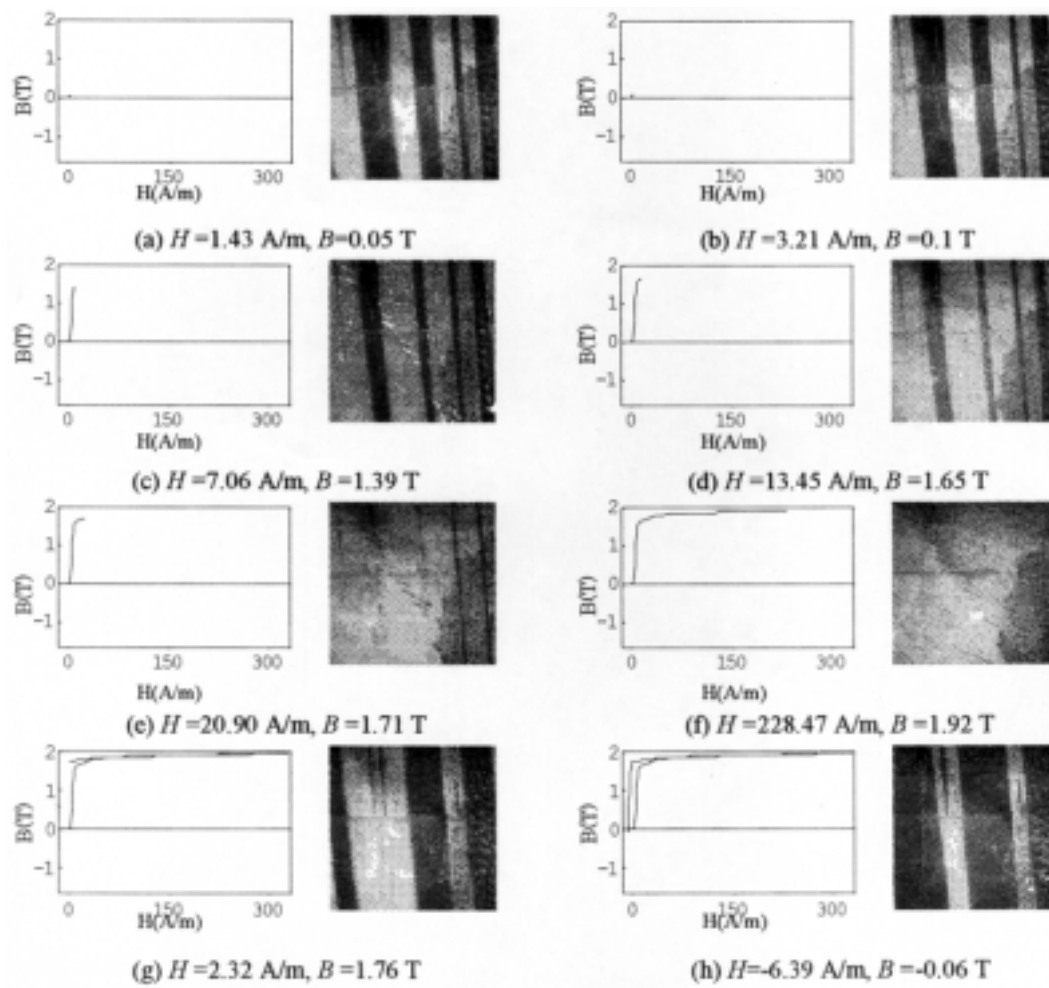 2
1
0
−1
B(T)
0 150 300
H(A/m)
2
1
0
−1
B(T)
0 150 300
H(A/m)
(a) H =1.43 A/m, B=0.05 T
(b) H =3.21 A/m, B =0.1 T
2
1
0
−1
B(T)
0 150 300
H(A/m)
2
1
0
−1
B(T)
0 150 300
H(A/m)
(c) H =7.06 A/m, B =1.39 T
(d) H =13.45 A/m, B =1.65 T
2
1
0
−1
B(T)
0 150 300
H(A/m)
2
1
0
−1
B(T)
0 150 300
H(A/m)
(e) H =20.90 A/m, B =1.71 T
(f) H =228.47 A/m, B =1.92 T
2
1
0
−1
B(T)
0 150 300
H(A/m)
2
1
0
−1
B(T)
0 150 300
H(A/m)
(g) H =2.32 A/m, B =1.76 T
(h) H=-6.39 A/m, B =-0.06 T